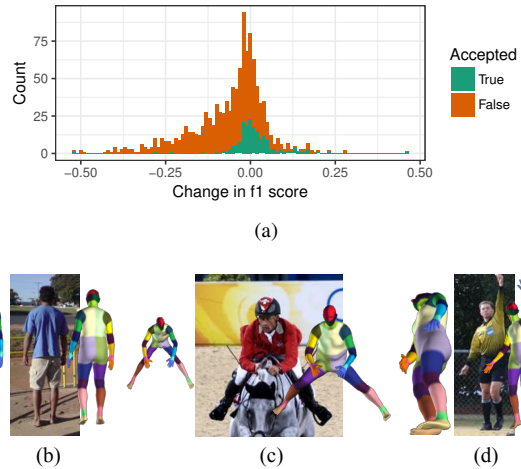 75
50
25
0
Count
-0.50
-0.25
0.00
0.25
0.50
Change in f1 score
Accepted
True
False
(a)
(b)
(c)
(d)